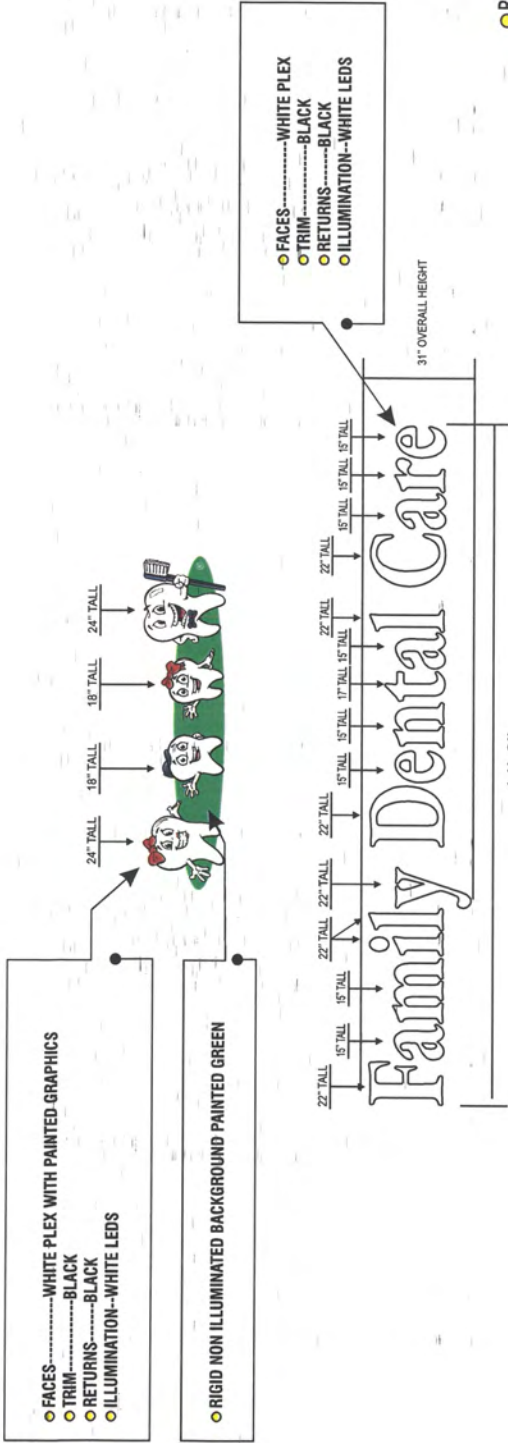 FACES----------WHITE PLEX WITH PAINTED GRAPHICS
TRIM-------------BLACK
RETURNS-------BLACK
ILLUMINATION--WHITE LEDS
RIGID NON ILLUMINATED BACKGROUND PAINTED GREEN
24" TALL
18" TALL
18" TALL
24" TALL
FACES----------WHITE PLEX
TRIM-------------BLACK
RETURNS-------BLACK
ILLUMINATION--WHITE LEDS
22" TALL
15" TALL
15" TALL
22" TALL
22" TALL
22" TALL
15" TALL
15" TALL
17" TALL
15" TALL
22" TALL
22" TALL
15" TALL
15" TALL
15" TALL
31" OVERALL HEIGHT
Family Dental Care